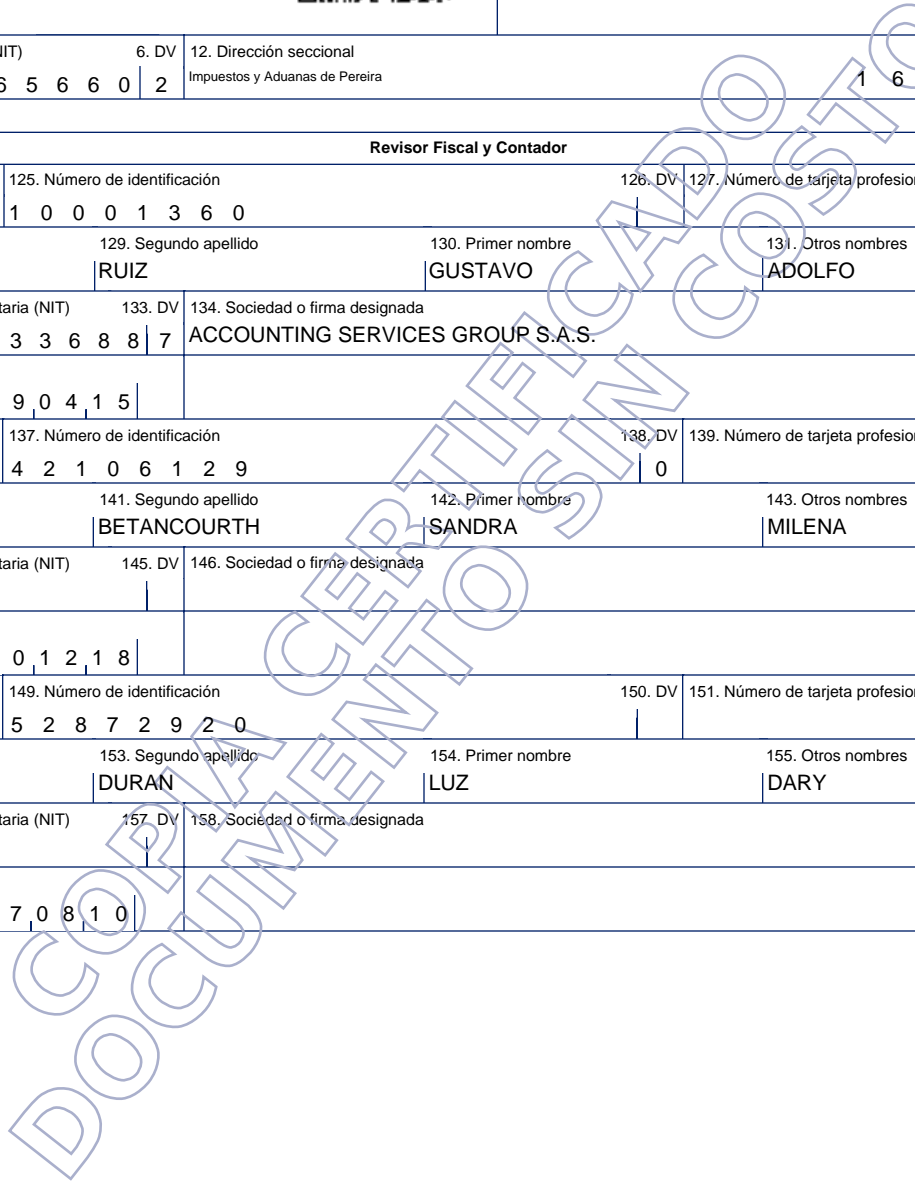 NIT) 6. DV 12. Dirección seccional
6 5 6 6 0 2 Impuestos y Aduanas de Pereira 1 6
Revisor Fiscal y Contador
125. Número de identificación 126. DV 127. Número de tarjeta profesion
1 0 0 0 1 3 6 0
129. Segundo apellido 130. Primer nombre 131. Otros nombres
RUIZ GUSTAVO ADOLFO
taria (NIT) 133. DV 134. Sociedad o firma designada
3 3 6 8 8 7 ACCOUNTING SERVICES GROUP S.A.S.
9 0 4 1 5
137. Número de identificación 138. DV 139. Número de tarjeta profesion
4 2 1 0 6 1 2 9 0
141. Segundo apellido 142. Primer nombre 143. Otros nombres
BETANCOURTH SANDRA MILENA
taria (NIT) 145. DV 146. Sociedad o firma designada
0 1 2 1 8
149. Número de identificación 150. DV 151. Número de tarjeta profesion
5 2 8 7 2 9 2 0
153. Segundo apellido 154. Primer nombre 155. Otros nombres
DURAN LUZ DARY
taria (NIT) 157. DV 158. Sociedad o firma designada
7 0 8 1 0
COPIA CERTIFICADO
DOCUMENTO SIN COSTO